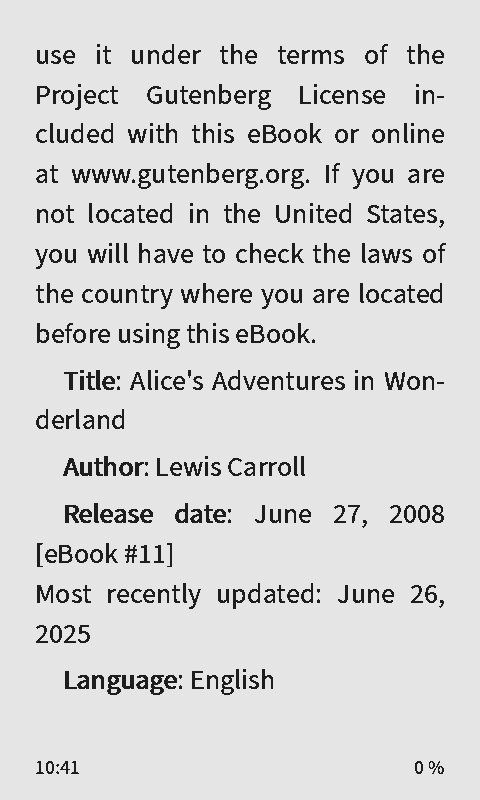 use it under the terms of the
Project Gutenberg License in-
cluded with this eBook or online
at www.gutenberg.org. If you are
not located in the United States,
you will have to check the laws of
the country where you are located
before using this eBook.
Title: Alice's Adventures in Won-
derland
Author: Lewis Carroll
Release date: June 27, 2008
[eBook #11]
Most recently updated: June 26,
2025
Language: English
10:41 0 %